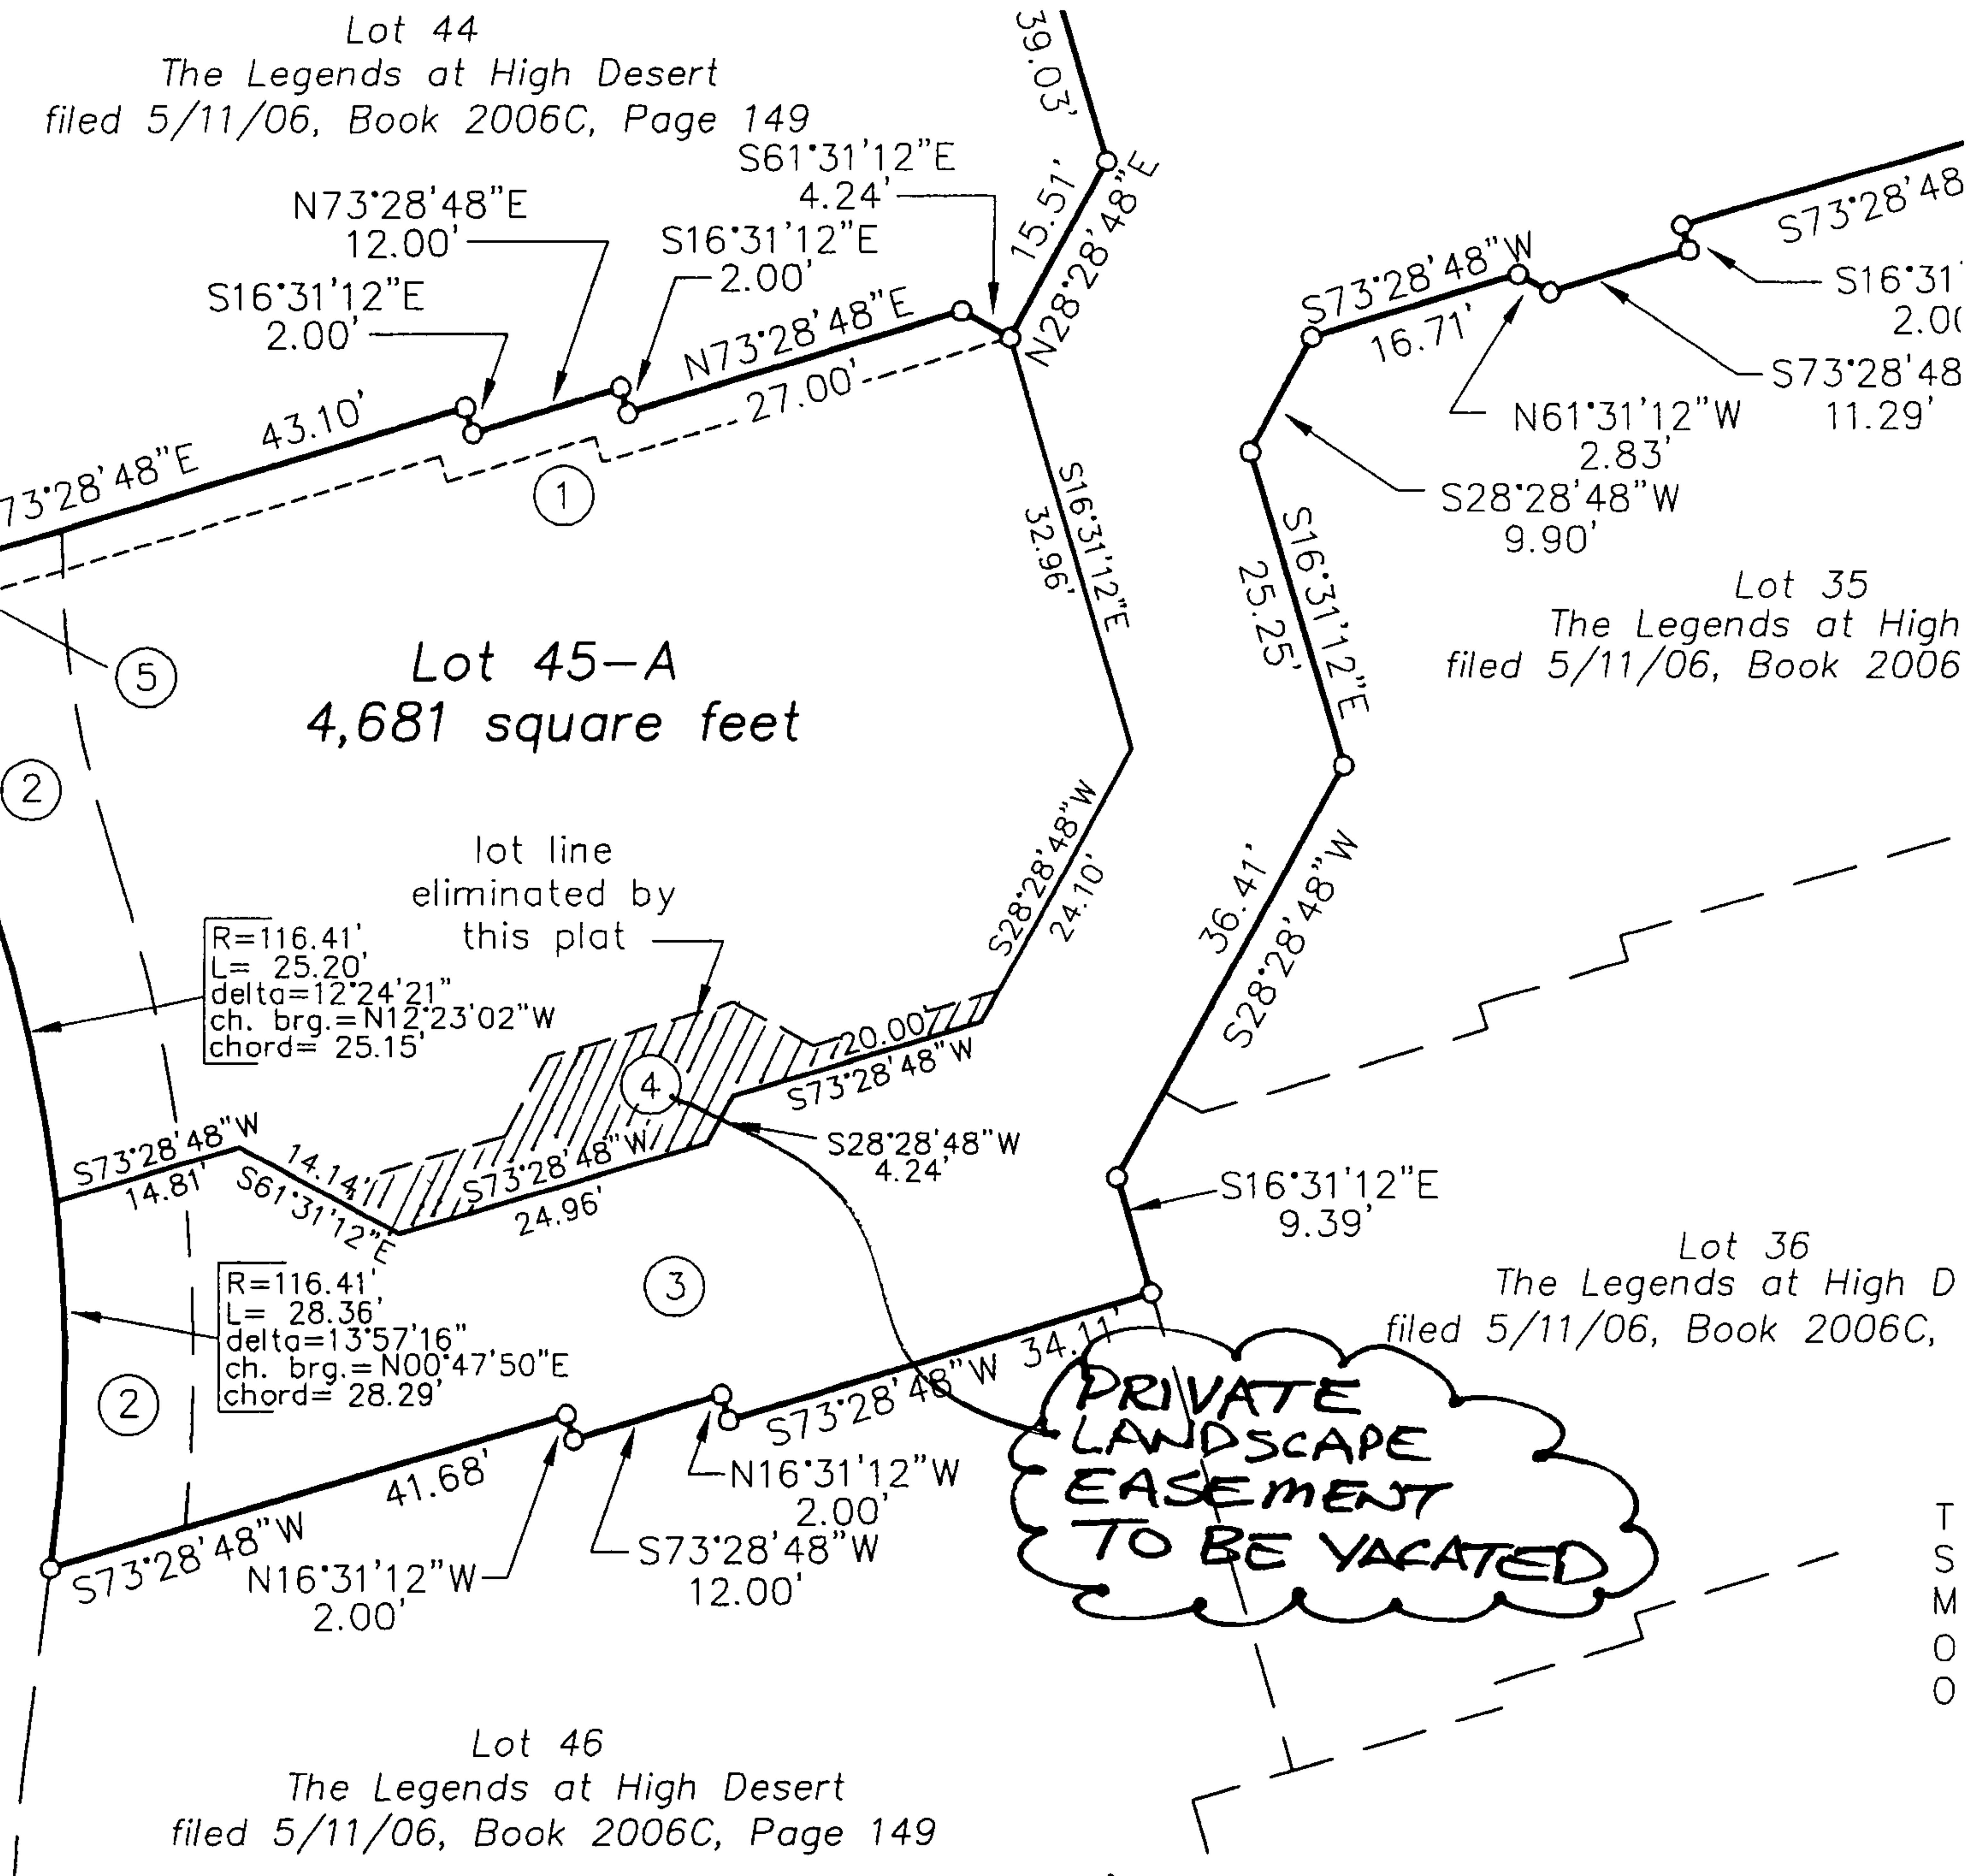 Lot 44
The Legends at High Desert
filed 5/11/06, Book 2006C, Page 149
39.03'
S61°31'12"E
4.24'
N73°28'48"E
12.00'
S16°31'12"E
2.00'
S16°31'12"E
2.00'
15.51'
N28°28'48"E
N73°28'48"E
27.00'
43.10'
73°28'48"E
1
S16°31'12"E
32.96'
S73°28'48
S73°28'48"W
16.71'
S16°31'
2.00
S73°28'48
11.29'
N61°31'12"W
2.83'
S28°28'48"W
9.90'
S16°31'12"E
25.25'
Lot 35
The Legends at High
filed 5/11/06, Book 2006
5
Lot 45-A
4,681 square feet
2
lot line
eliminated by
this plat
S28°28'48"W
24.10'
36.41'
S28°28'48"W
R=116.41'
L= 25.20'
delta=12°24'21"
ch. brg.=N12°23'02"W
chord= 25.15'
20.00'
S73°28'48"W
4
S28°28'48"W
4.24'
S73°28'48"W
14.81'
14.14'
S61°31'12"E
S73°28'48"W
24.96'
S16°31'12"E
9.39'
R=116.41'
L= 28.36'
delta=13°57'16"
ch. brg.=N00°47'50"E
chord= 28.29'
3
2
Lot 36
The Legends at High D
filed 5/11/06, Book 2006C,
S73°28'48"W 34.11'
PRIVATE
LANDSCAPE
EASEMENT
TO BE VACATED
41.68'
S73°28'48"W
N16°31'12"W
2.00'
S73°28'48"W
12.00'
N16°31'12"W
2.00'
T
S
M
0
0
Lot 46
The Legends at High Desert
filed 5/11/06, Book 2006C, Page 149